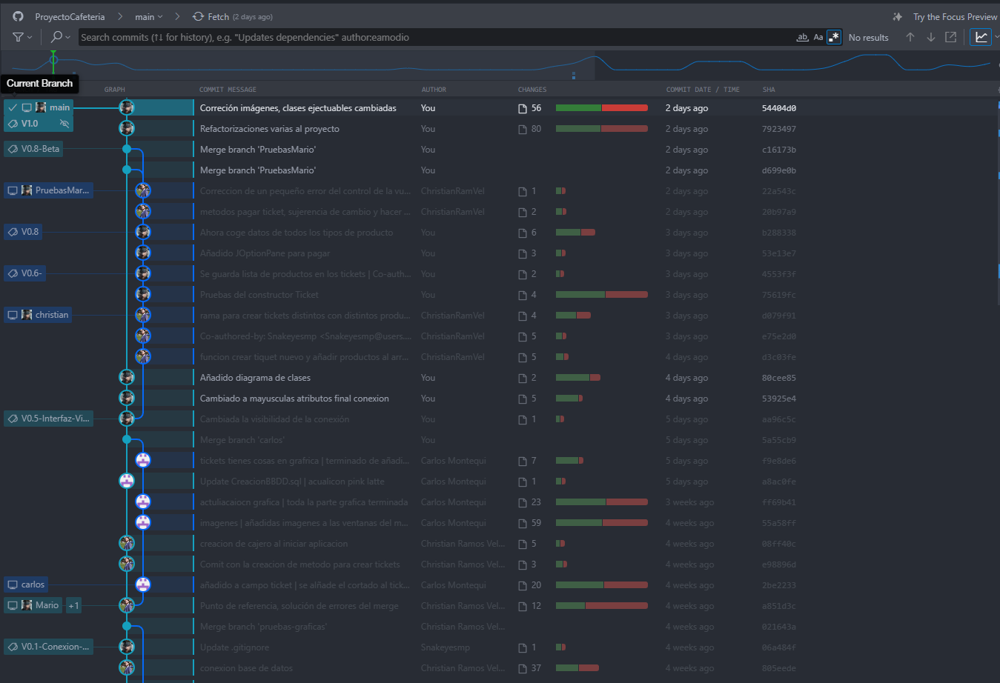 ProyectoCafeteria > main > Fetch (2 days ago) Try the Focus Preview
Search commits (↑↓ for history), e.g. "Updates dependencies" author:eamodio ab Aa .* No results
Current Branch
GRAPH COMMIT MESSAGE AUTHOR CHANGES COMMIT DATE / TIME SHA
main Correción imágenes, clases ejectuables cambiadas You 56 2 days ago 54404d0
V1.0 Refactorizaciones varias al proyecto You 80 2 days ago 7923497
V0.8-Beta Merge branch 'PruebasMario' You 2 days ago c16173b
Merge branch 'PruebasMario' You 2 days ago d699e0b
PruebasMar... Correccion de un pequeño error del control de la vu... ChristianRamVel 1 2 days ago 22a543c
metodos pagar ticket, sujerencia de cambio y hacer ... ChristianRamVel 2 2 days ago 20b97a9
V0.8 Ahora coge datos de todos los tipos de producto You 6 3 days ago b288338
Añadido JOptionPane para pagar You 3 3 days ago 53e13e7
V0.6- Se guarda lista de productos en los tickets | Co-auth... You 2 3 days ago 4553f3f
Pruebas del constructor Ticket You 4 3 days ago 75619fc
christian rama para crear tickets distintos con distintos produ... ChristianRamVel 4 3 days ago d079f91
Co-authored-by: Snakeyesmp <Snakeyesmp@users.... ChristianRamVel 5 3 days ago e75e2d0
funcion crear tiquet nuevo y añadir productos al arr... ChristianRamVel 5 4 days ago d3c03fe
Añadido diagrama de clases You 2 4 days ago 80cee85
Cambiado a mayusculas atributos final conexion You 5 4 days ago 53925e4
V0.5-Interfaz-Vi... Cambiada la visibilidad de la conexión You 1 5 days ago aa96c5c
Merge branch 'carlos' You 5 days ago 5a55cb9
tickets tienes cosas en grafrica | terminado de añadi... Carlos Montequi 7 5 days ago f9e8de6
Update CreacionBBDD.sql | acualicon pink latte Carlos Montequi 1 5 days ago a8ac0fe
actuliacaiocn grafica | toda la parte grafica terminada Carlos Montequi 23 3 weeks ago ff69b41
imagenes | añadidas imagenes a las ventanas del m... Carlos Montequi 59 4 weeks ago 55a58ff
creacion de cajero al iniciar aplicacion Christian Ramos Vel... 5 4 weeks ago 08ff40c
Comit con la creacion de metodo para crear tickets Christian Ramos Vel... 3 4 weeks ago e98896d
carlos añadido a campo ticket | se alñade el cortado al tick... Carlos Montequi 20 4 weeks ago 2be2233
Mario +1 Punto de referencia, solución de errores del merge Christian Ramos Vel... 12 4 weeks ago a851d3c
Merge branch 'pruebas-graficas' Christian Ramos Vel... 4 weeks ago 021643a
V0.1-Conexion-... Update .gitignore Snakeyesmp 1 4 weeks ago 06a484f
conexion base de datos Christian Ramos Vel... 37 4 weeks ago 805eede